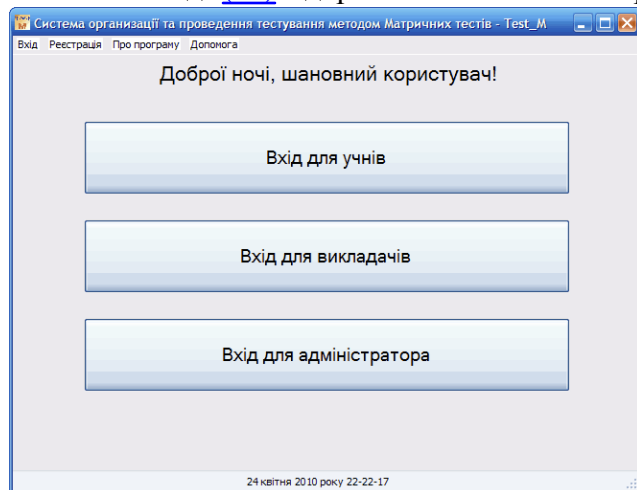 Система організації та проведення тестування методом Матричних тестів - Test_M
Вхід Реєстрація Про програму Допомога
Доброї ночі, шановний користувач!
Вхід для учнів
Вхід для викладачів
Вхід для адміністратора
24 квітня 2010 року 22-22-17